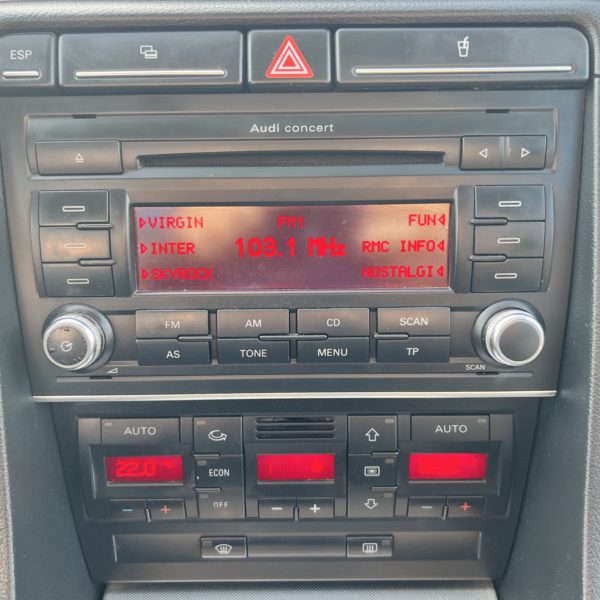 ESP
Audi concert
VIRGIN FM1 FUN
INTER 103.1 MHz RMC INFO
SKYROCK NOSTALGI
FM AM CD SCAN
AS TONE MENU TP
SCAN
AUTO AUTO
22.0
ECON
OFF